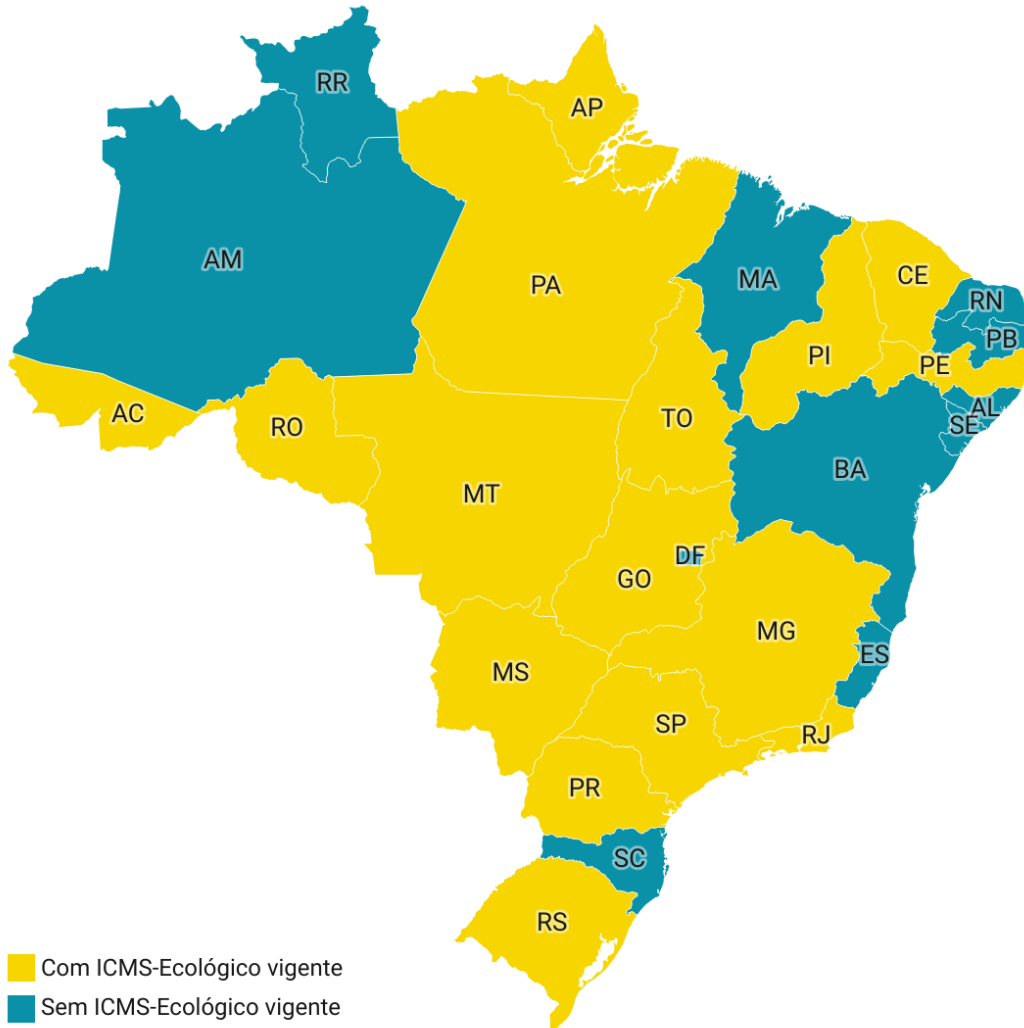 RR
AP
AM
PA
MA
CE
RN
PB
PI
PE
AC
RO
TO
AL
SE
BA
MT
DF
GO
MG
ES
MS
SP
RJ
PR
SC
RS
Com ICMS-Ecológico vigente
Sem ICMS-Ecológico vigente